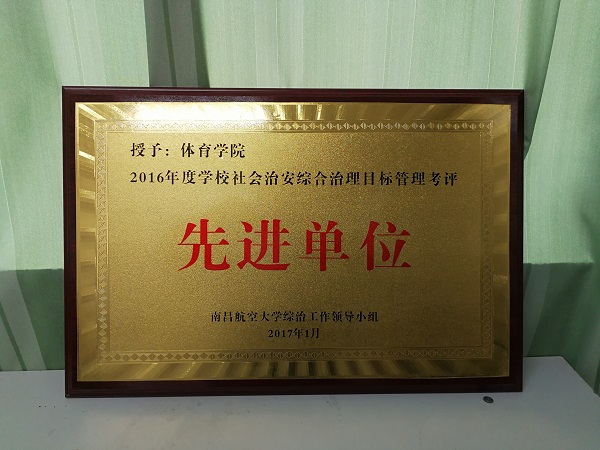 授予：体育学院
2016年度学校社会治安综合治理目标管理考评
先进单位
南昌航空大学综治工作领导小组
2017年1月